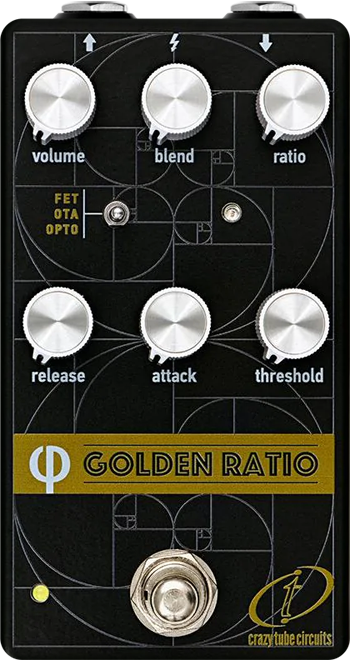 volume blend ratio
FET
OTA
OPTO
release attack threshold
φ GOLDEN RATIO
crazy tube circuits